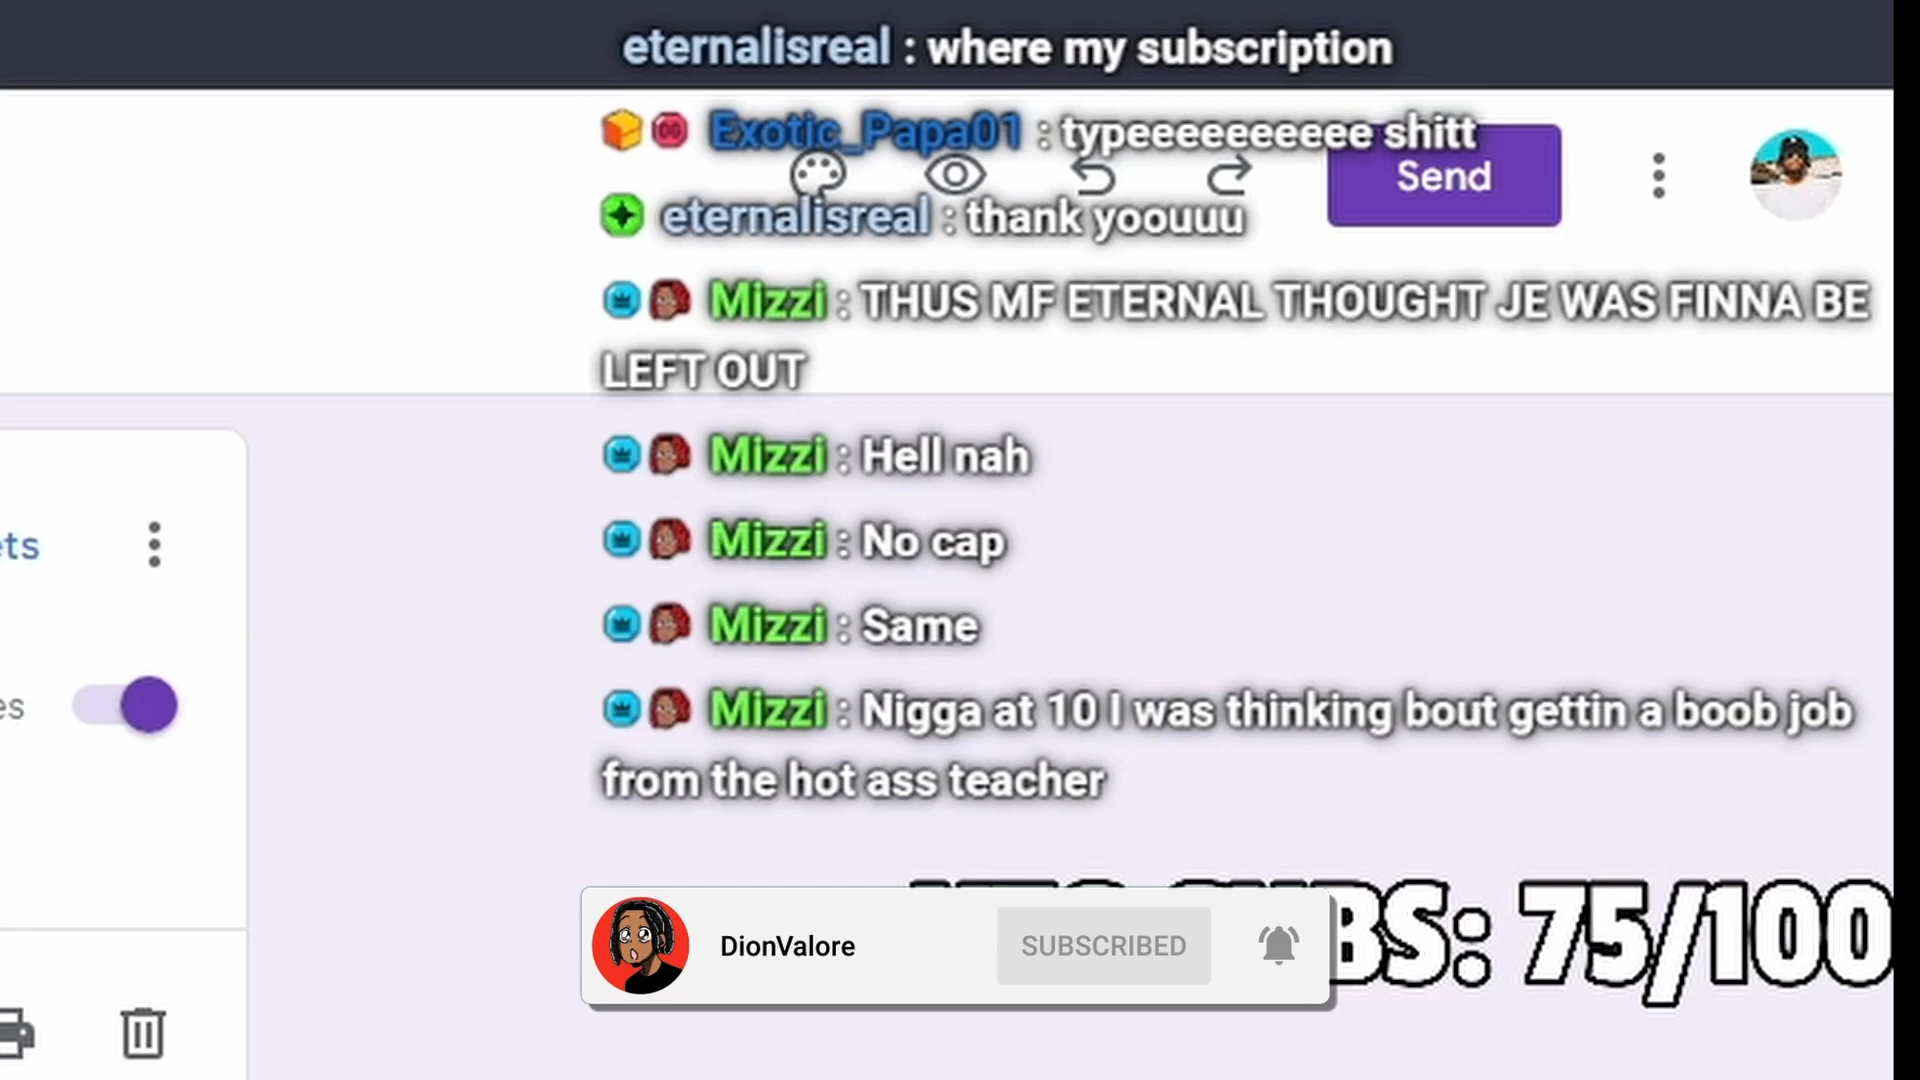 eternalisreal : where my subscription
Exotic_Papa01 : typeeeeeeeeee shitt
Send
eternalisreal : thank yoouuu
Mizzi : THUS MF ETERNAL THOUGHT JE WAS FINNA BE
LEFT OUT
Mizzi : Hell nah
ets
Mizzi : No cap
Mizzi : Same
es
Mizzi : Nigga at 10 I was thinking bout gettin a boob job
from the hot ass teacher
BS: 75/100
DionValore
SUBSCRIBED